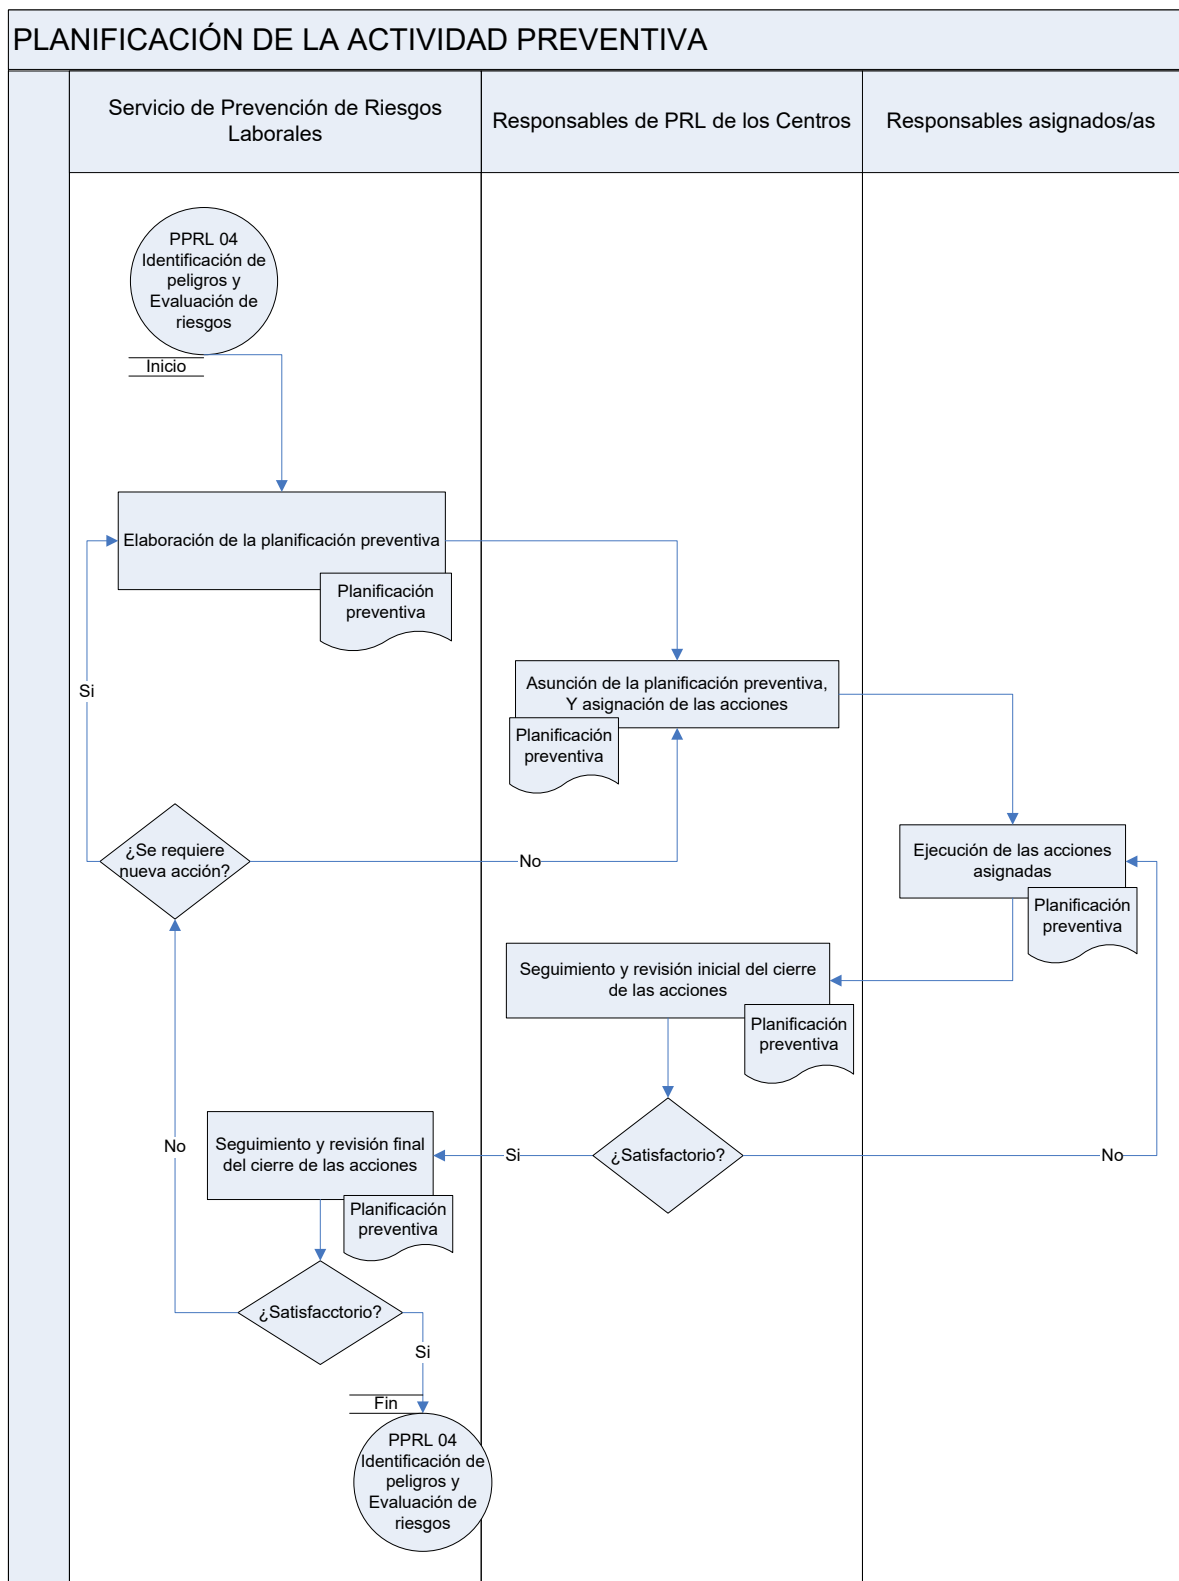 PLANIFICACIÓN DE LA ACTIVIDAD PREVENTIVA
Servicio de Prevención de Riesgos
Laborales
Responsables de PRL de los Centros
Responsables asignados/as
PPRL 04
Identificación de
peligros y
Evaluación de
riesgos
Inicio
Elaboración de la planificación preventiva
Planificación
preventiva
Si
Asunción de la planificación preventiva,
Y asignación de las acciones
Planificación
preventiva
¿Se requiere
nueva acción?
No
Ejecución de las acciones
asignadas
Planificación
preventiva
Seguimiento y revisión inicial del cierre
de las acciones
Planificación
preventiva
No
Seguimiento y revisión final
del cierre de las acciones
Si
¿Satisfactorio?
No
Planificación
preventiva
¿Satisfacctorio?
Si
Fin
PPRL 04
Identificación de
peligros y
Evaluación de
riesgos